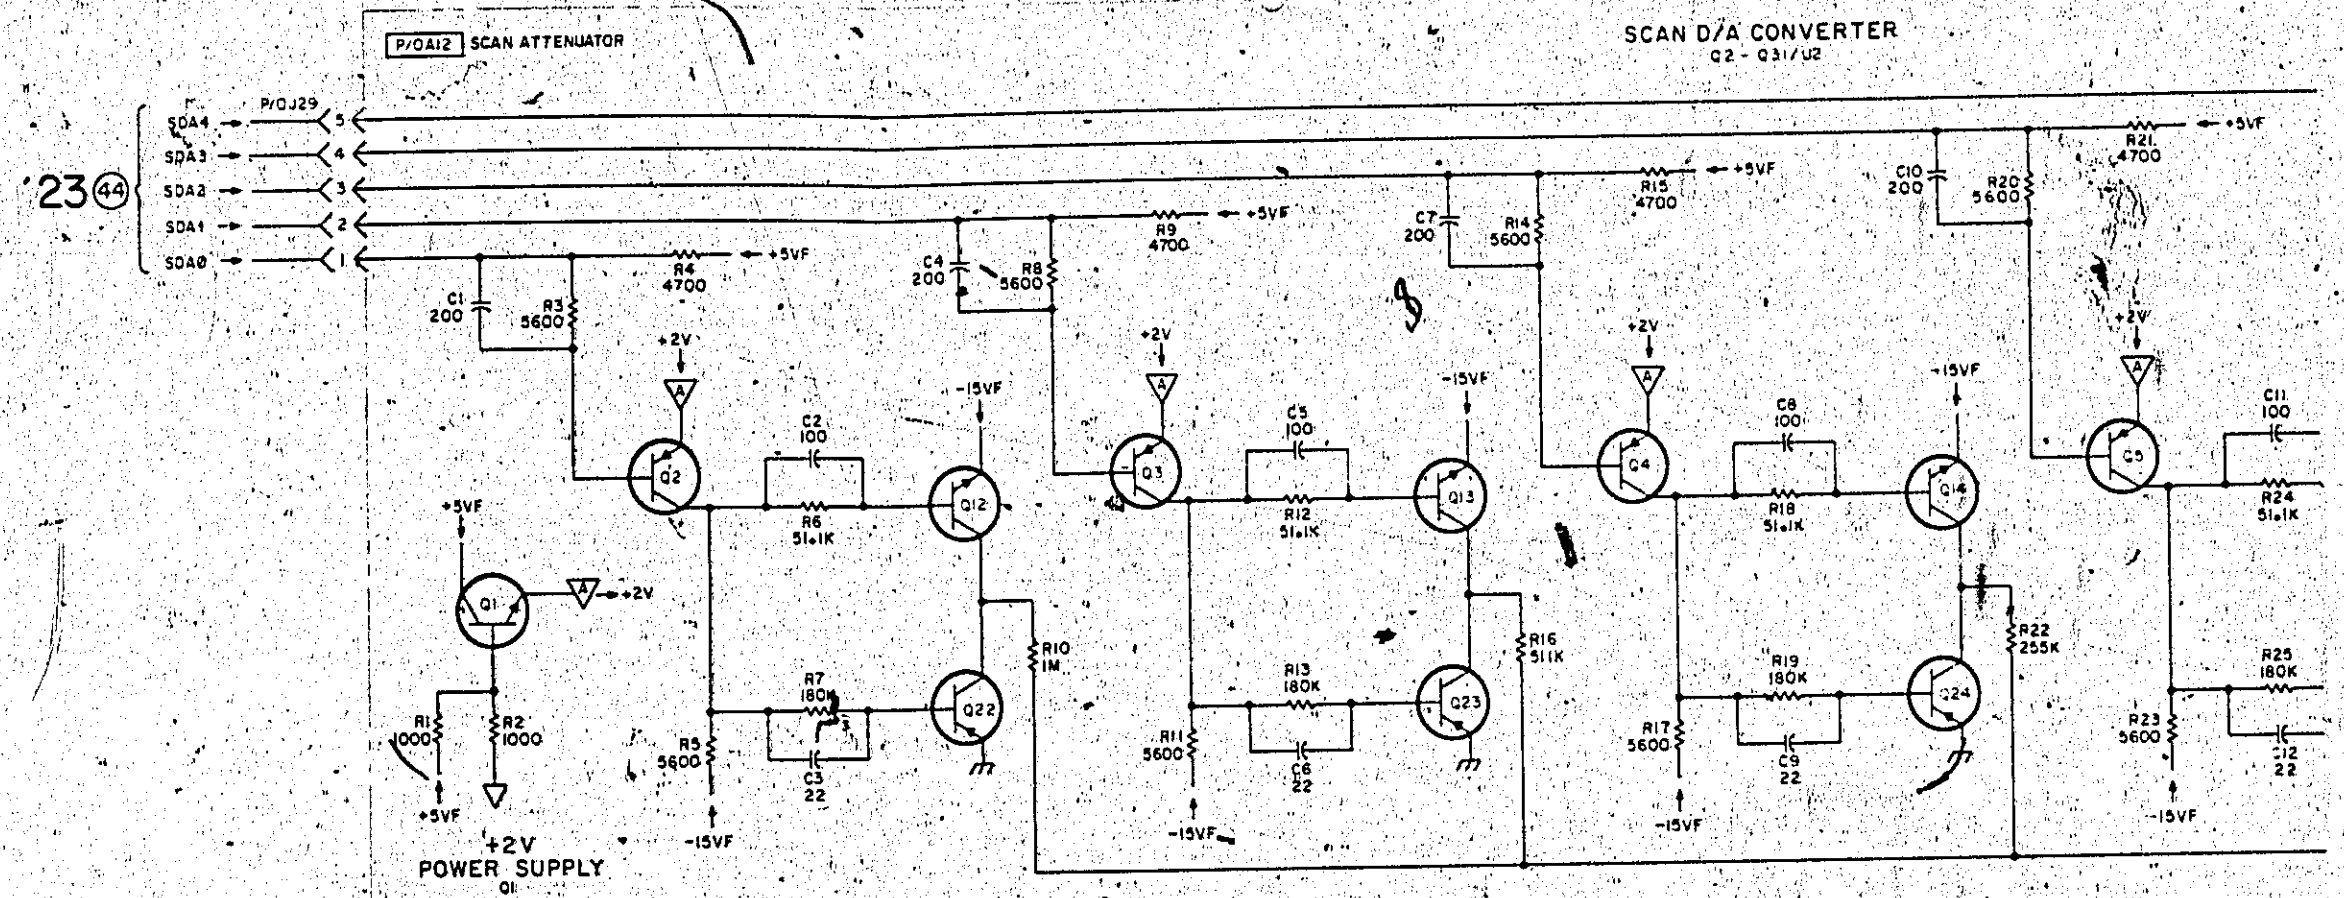 P/OA12 SCAN ATTENUATOR
SCAN D/A CONVERTER
Q2 - Q31/U2
P/OJ29
23 44
SDA4 5
SDA3 4
SDA2 3
SDA1 2
SDA0 1
C1
200
R3
5600
R4
4700
+5VF
C4
200
R8
5600
R9
4700
+5VF
C7
200
R14
5600
R15
4700
+5VF
C10
200
R20
5600
R21
4700
+5VF
+2V
A
Q2
C2
100
R6
51.1K
-15VF
Q12
+2V
A
Q3
C5
100
R12
51.1K
-15VF
Q13
+2V
A
Q4
C8
100
R18
51.1K
-15VF
Q14
+2V
A
Q5
C11
100
R24
51.1K
+5VF
Q1
A
+2V
R1
1000
R2
1000
+5VF
+2V
POWER SUPPLY
Q1
R5
5600
-15VF
R7
180K
C3
22
Q22
R10
1M
R11
5600
-15VF
R13
180K
C6
22
Q23
R16
511K
R17
5600
-15VF
R19
180K
C9
22
Q24
R22
255K
R23
5600
-15VF
R25
180K
C12
22